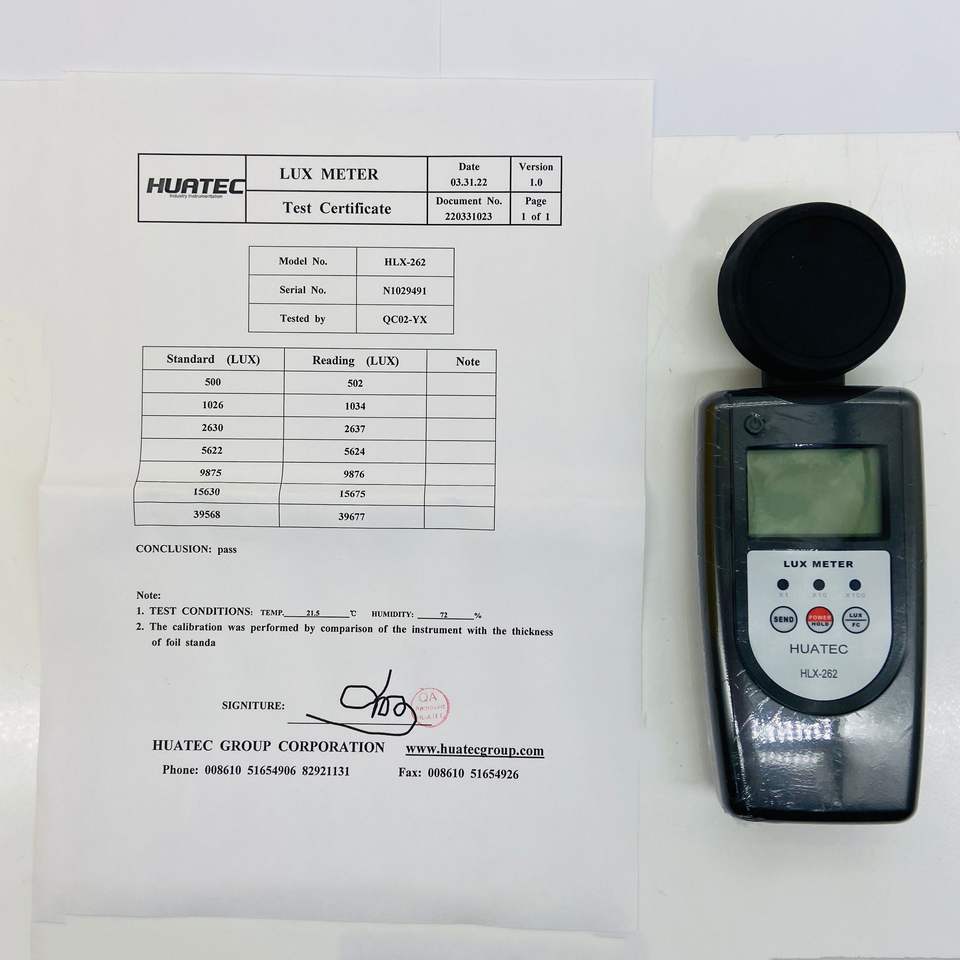 HUATEC
Industry Instrumentation
LUX METER
Test Certificate
Date
03.31.22
Version
1.0
Document No.
220331023
Page
1 of 1
Model No. HLX-262
Serial No. N1029491
Tested by QC02-YX
Standard (LUX) Reading (LUX) Note
500 502
1026 1034
2630 2637
5622 5624
9875 9876
15630 15675
39568 39677
CONCLUSION: pass
Note:
1. TEST CONDITIONS: TEMP. 21.5 ℃ HUMIDITY: 72 %
2. The calibration was performed by comparison of the instrument with the thickness
of foil standa
SIGNITURE:
QA
HUATEC GROUP CORPORATION www.huatecgroup.com
Phone: 008610 51654906 82921131 Fax: 008610 51654926
LUX METER
X1 X10 X100
SEND POWER HOLD LUX FC
HUATEC
HLX-262